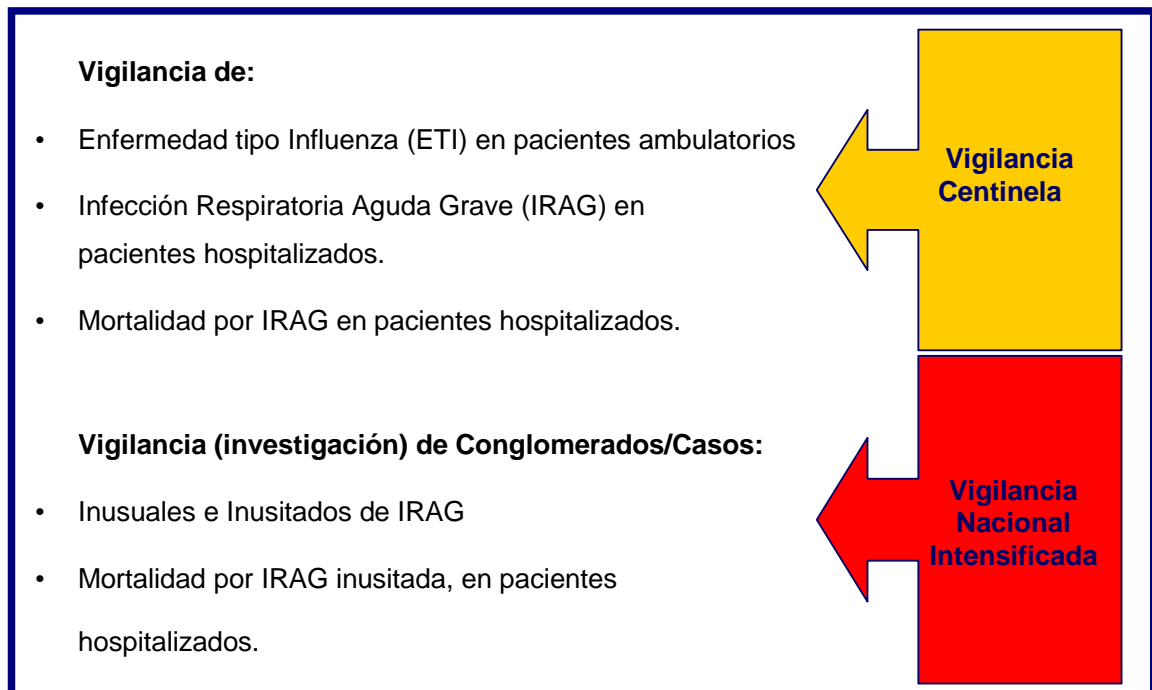 Vigilancia de:
• Enfermedad tipo Influenza (ETI) en pacientes ambulatorios
• Infección Respiratoria Aguda Grave (IRAG) en
pacientes hospitalizados.
• Mortalidad por IRAG en pacientes hospitalizados.
Vigilancia
Centinela
Vigilancia (investigación) de Conglomerados/Casos:
• Inusuales e Inusitados de IRAG
• Mortalidad por IRAG inusitada, en pacientes
hospitalizados.
Vigilancia
Nacional
Intensificada